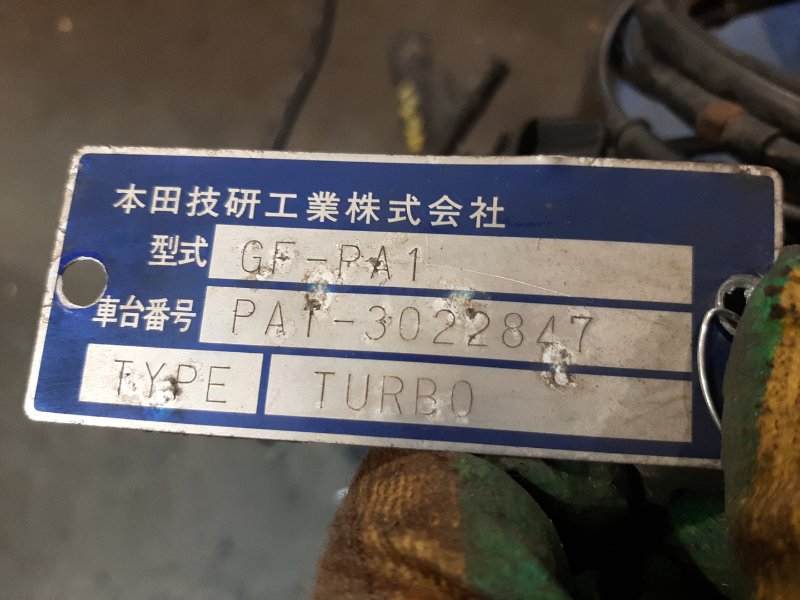 本田技研工業株式会社
型式 GF-PA1
車台番号 PA1-3022847
TYPE TURBO